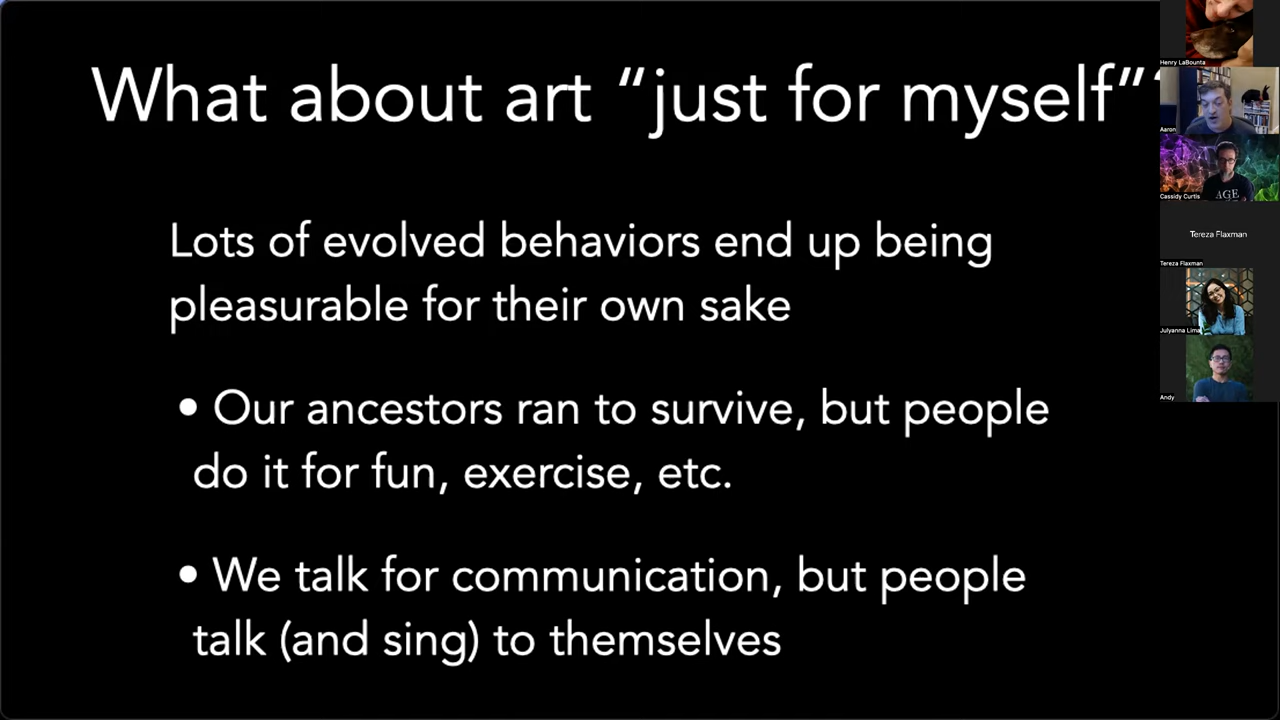 What about art “just for myself”?
Lots of evolved behaviors end up being
pleasurable for their own sake
• Our ancestors ran to survive, but people
do it for fun, exercise, etc.
• We talk for communication, but people
talk (and sing) to themselves
Henry LaBounta
Aaron
AGE
Cassidy Curtis
Tereza Flaxman
Tereza Flaxman
Julyanna Lima
Andy